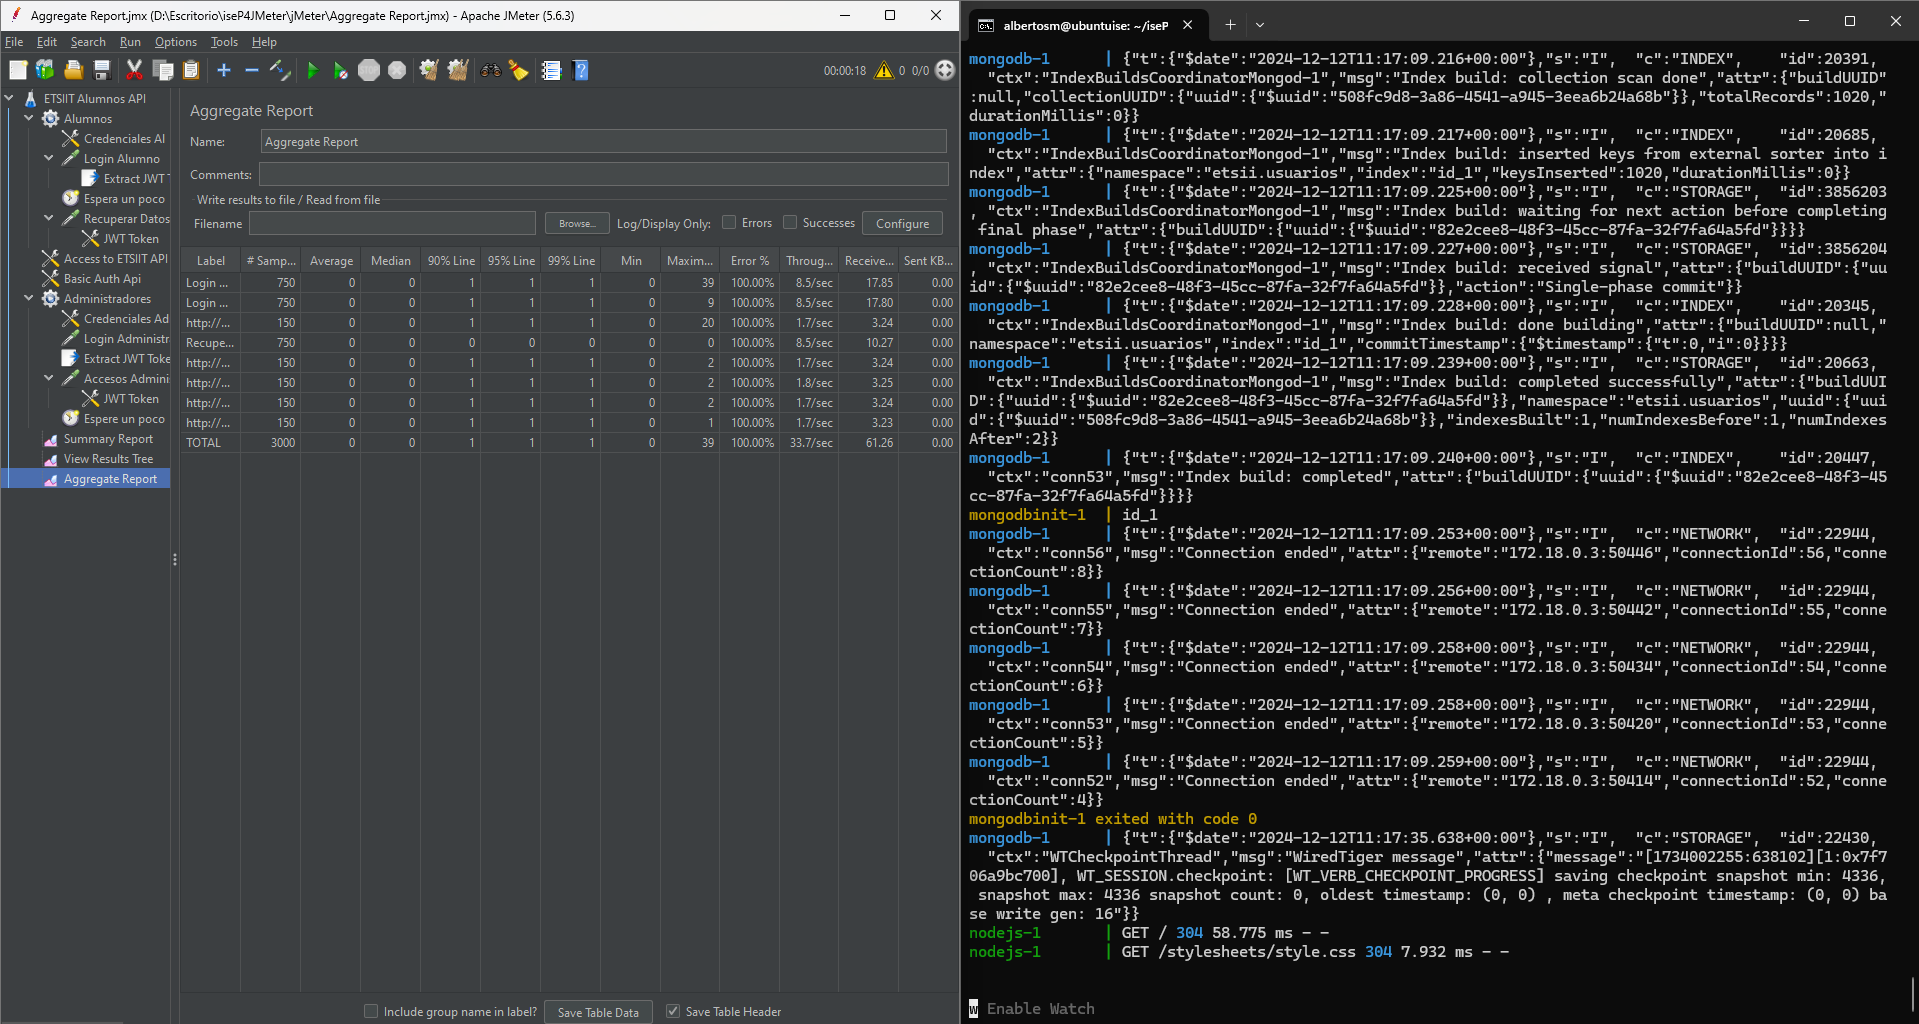 Aggregate Report.jmx (D:\Escritorio\iseP4JMeter\jMeter\Aggregate Report.jmx) - Apache JMeter (5.6.3)
File Edit Search Run Options Tools Help
00:00:18 0 0/0
ETSIIT Alumnos API
Alumnos
Credenciales Al
Login Alumno
Extract JWT T
Espera un poco
Recuperar Datos
JWT Token
Access to ETSIIT API
Basic Auth Api
Administradores
Credenciales Ad
Login Administr
Extract JWT Toke
Accesos Adminis
JWT Token
Espere un poco
Summary Report
View Results Tree
Aggregate Report
Aggregate Report
Name: Aggregate Report
Comments:
Write results to file / Read from file
Filename Browse... Log/Display Only: Errors Successes Configure
Label # Samp... Average Median 90% Line 95% Line 99% Line Min Maxim... Error % Throug... Receive... Sent KB...
Login ... 750 0 0 1 1 1 0 39 100.00% 8.5/sec 17.85 0.00
Login ... 750 0 0 1 1 1 0 9 100.00% 8.5/sec 17.80 0.00
http://... 150 0 0 1 1 1 0 20 100.00% 1.7/sec 3.24 0.00
Recupe... 750 0 0 0 0 0 0 0 100.00% 8.5/sec 10.27 0.00
http://... 150 0 0 1 1 1 0 2 100.00% 1.7/sec 3.24 0.00
http://... 150 0 0 1 1 1 0 2 100.00% 1.8/sec 3.25 0.00
http://... 150 0 0 1 1 1 0 2 100.00% 1.7/sec 3.24 0.00
http://... 150 0 0 1 1 1 0 1 100.00% 1.7/sec 3.23 0.00
TOTAL 3000 0 0 1 1 1 0 39 100.00% 33.7/sec 61.26 0.00
Include group name in label? Save Table Data Save Table Header
albertosm@ubuntuise: ~/iseP
mongodb-1 | {"t":{"$date":"2024-12-12T11:17:09.216+00:00"},"s":"I", "c":"INDEX", "id":20391,
"ctx":"IndexBuildsCoordinatorMongod-1","msg":"Index build: collection scan done","attr":{"buildUUID"
:null,"collectionUUID":{"uuid":{"$uuid":"508fc9d8-3a86-4541-a945-3eea6b24a68b"}},"totalRecords":1020,"
durationMillis":0}}
mongodb-1 | {"t":{"$date":"2024-12-12T11:17:09.217+00:00"},"s":"I", "c":"INDEX", "id":20685,
"ctx":"IndexBuildsCoordinatorMongod-1","msg":"Index build: inserted keys from external sorter into i
ndex","attr":{"namespace":"etsii.usuarios","index":"id_1","keysInserted":1020,"durationMillis":0}}
mongodb-1 | {"t":{"$date":"2024-12-12T11:17:09.225+00:00"},"s":"I", "c":"STORAGE", "id":3856203
, "ctx":"IndexBuildsCoordinatorMongod-1","msg":"Index build: waiting for next action before completing
final phase","attr":{"buildUUID":{"uuid":{"$uuid":"82e2cee8-48f3-45cc-87fa-32f7fa64a5fd"}}}}
mongodb-1 | {"t":{"$date":"2024-12-12T11:17:09.227+00:00"},"s":"I", "c":"STORAGE", "id":3856204
, "ctx":"IndexBuildsCoordinatorMongod-1","msg":"Index build: received signal","attr":{"buildUUID":{"uu
id":{"$uuid":"82e2cee8-48f3-45cc-87fa-32f7fa64a5fd"}},"action":"Single-phase commit"}}
mongodb-1 | {"t":{"$date":"2024-12-12T11:17:09.228+00:00"},"s":"I", "c":"INDEX", "id":20345,
"ctx":"IndexBuildsCoordinatorMongod-1","msg":"Index build: done building","attr":{"buildUUID":null,"
namespace":"etsii.usuarios","index":"id_1","commitTimestamp":{"$timestamp":{"t":0,"i":0}}}}
mongodb-1 | {"t":{"$date":"2024-12-12T11:17:09.239+00:00"},"s":"I", "c":"STORAGE", "id":20663,
"ctx":"IndexBuildsCoordinatorMongod-1","msg":"Index build: completed successfully","attr":{"buildUUI
D":{"uuid":{"$uuid":"82e2cee8-48f3-45cc-87fa-32f7fa64a5fd"}},"namespace":"etsii.usuarios","uuid":{"uui
d":{"$uuid":"508fc9d8-3a86-4541-a945-3eea6b24a68b"}},"indexesBuilt":1,"numIndexesBefore":1,"numIndexes
After":2}}
mongodb-1 | {"t":{"$date":"2024-12-12T11:17:09.240+00:00"},"s":"I", "c":"INDEX", "id":20447,
"ctx":"conn53","msg":"Index build: completed","attr":{"buildUUID":{"uuid":{"$uuid":"82e2cee8-48f3-45
cc-87fa-32f7fa64a5fd"}}}}
mongodbinit-1 | id_1
mongodb-1 | {"t":{"$date":"2024-12-12T11:17:09.253+00:00"},"s":"I", "c":"NETWORK", "id":22944,
"ctx":"conn56","msg":"Connection ended","attr":{"remote":"172.18.0.3:50446","connectionId":56,"conne
ctionCount":8}}
mongodb-1 | {"t":{"$date":"2024-12-12T11:17:09.256+00:00"},"s":"I", "c":"NETWORK", "id":22944,
"ctx":"conn55","msg":"Connection ended","attr":{"remote":"172.18.0.3:50442","connectionId":55,"conne
ctionCount":7}}
mongodb-1 | {"t":{"$date":"2024-12-12T11:17:09.258+00:00"},"s":"I", "c":"NETWORK", "id":22944,
"ctx":"conn54","msg":"Connection ended","attr":{"remote":"172.18.0.3:50434","connectionId":54,"conne
ctionCount":6}}
mongodb-1 | {"t":{"$date":"2024-12-12T11:17:09.258+00:00"},"s":"I", "c":"NETWORK", "id":22944,
"ctx":"conn53","msg":"Connection ended","attr":{"remote":"172.18.0.3:50420","connectionId":53,"conne
ctionCount":5}}
mongodb-1 | {"t":{"$date":"2024-12-12T11:17:09.259+00:00"},"s":"I", "c":"NETWORK", "id":22944,
"ctx":"conn52","msg":"Connection ended","attr":{"remote":"172.18.0.3:50414","connectionId":52,"conne
ctionCount":4}}
mongodbinit-1 exited with code 0
mongodb-1 | {"t":{"$date":"2024-12-12T11:17:35.638+00:00"},"s":"I", "c":"STORAGE", "id":22430,
"ctx":"WTCheckpointThread","msg":"WiredTiger message","attr":{"message":"[1734002255:638102][1:0x7f7
06a9bc700], WT_SESSION.checkpoint: [WT_VERB_CHECKPOINT_PROGRESS] saving checkpoint snapshot min: 4336,
snapshot max: 4336 snapshot count: 0, oldest timestamp: (0, 0) , meta checkpoint timestamp: (0, 0) ba
se write gen: 16"}}
nodejs-1 | GET / 304 58.775 ms - -
nodejs-1 | GET /stylesheets/style.css 304 7.932 ms - -
w Enable Watch